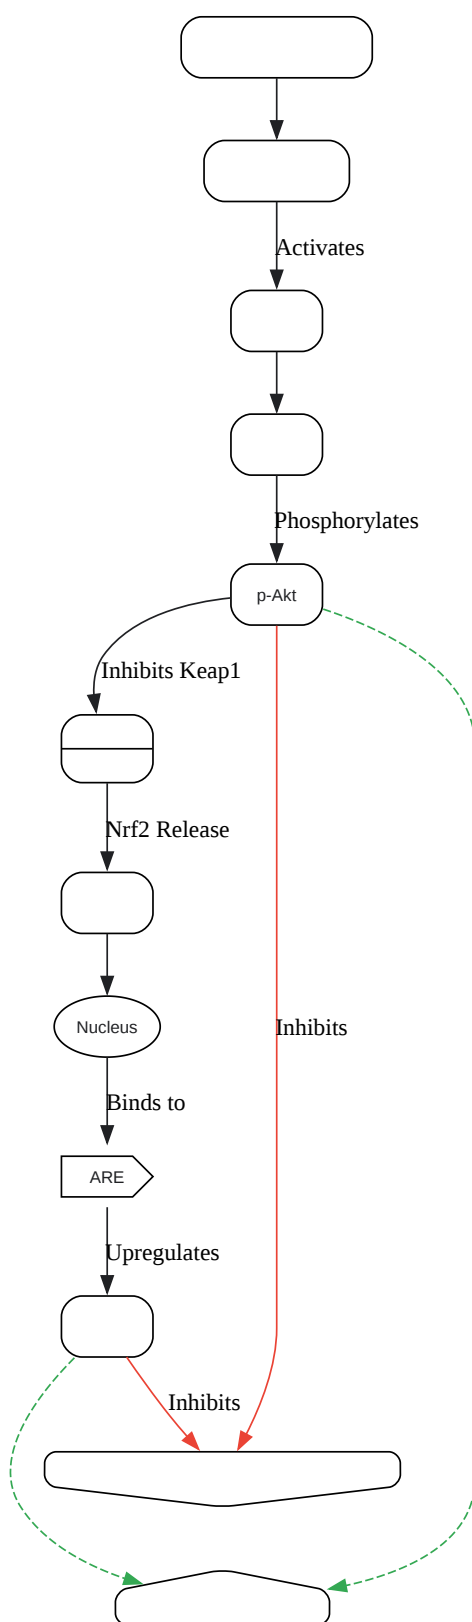 Activates
Phosphorylates
p-Akt
Inhibits Keap1
Nrf2 Release
Nucleus
Inhibits
Binds to
ARE
Upregulates
Inhibits